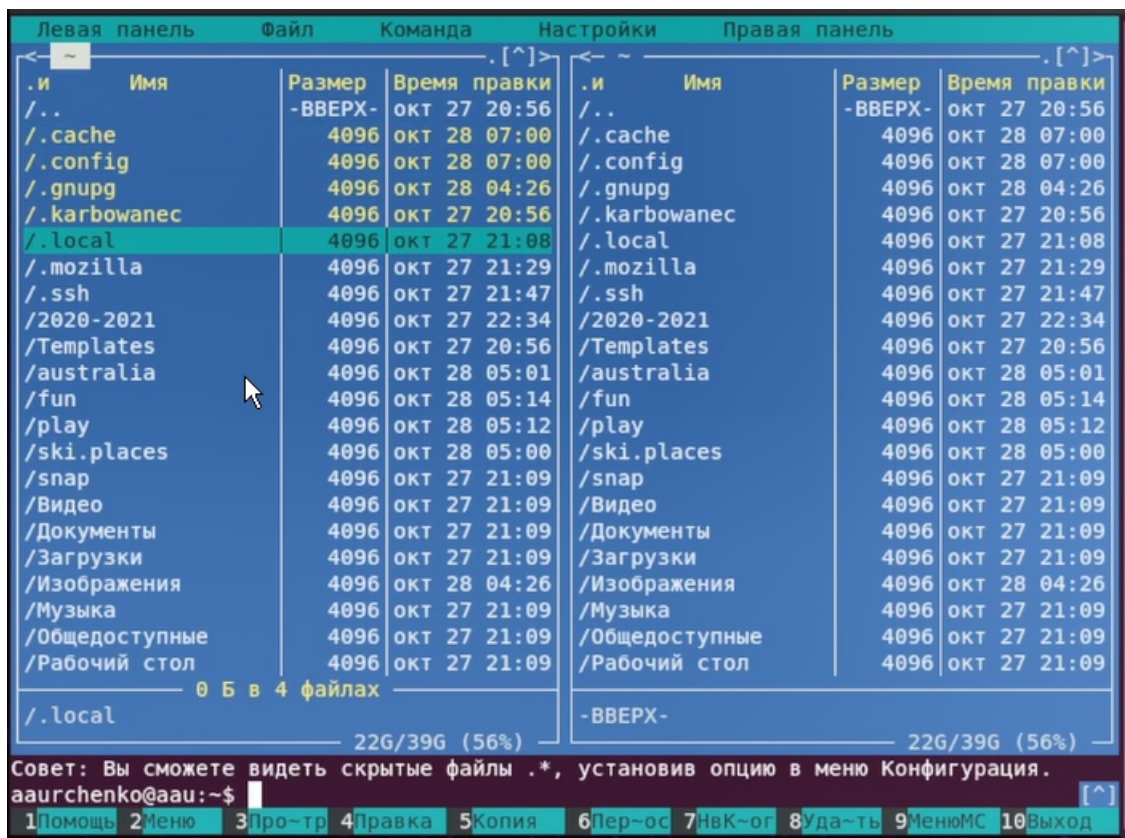 Левая панель Файл Команда Настройки Правая панель
<— ~ .[^]> <— ~ .[^]>
.и Имя Размер Время правки .и Имя Размер Время правки
/.. -ВВЕРХ- окт 27 20:56 /.. -ВВЕРХ- окт 27 20:56
/.cache 4096 окт 28 07:00 /.cache 4096 окт 28 07:00
/.config 4096 окт 28 07:00 /.config 4096 окт 28 07:00
/.gnupg 4096 окт 28 04:26 /.gnupg 4096 окт 28 04:26
/.karbowanec 4096 окт 27 20:56 /.karbowanec 4096 окт 27 20:56
/.local 4096 окт 27 21:08 /.local 4096 окт 27 21:08
/.mozilla 4096 окт 27 21:29 /.mozilla 4096 окт 27 21:29
/.ssh 4096 окт 27 21:47 /.ssh 4096 окт 27 21:47
/2020-2021 4096 окт 27 22:34 /2020-2021 4096 окт 27 22:34
/Templates 4096 окт 27 20:56 /Templates 4096 окт 27 20:56
/australia 4096 окт 28 05:01 /australia 4096 окт 28 05:01
/fun 4096 окт 28 05:14 /fun 4096 окт 28 05:14
/play 4096 окт 28 05:12 /play 4096 окт 28 05:12
/ski.places 4096 окт 28 05:00 /ski.places 4096 окт 28 05:00
/snap 4096 окт 27 21:09 /snap 4096 окт 27 21:09
/Видео 4096 окт 27 21:09 /Видео 4096 окт 27 21:09
/Документы 4096 окт 27 21:09 /Документы 4096 окт 27 21:09
/Загрузки 4096 окт 27 21:09 /Загрузки 4096 окт 27 21:09
/Изображения 4096 окт 28 04:26 /Изображения 4096 окт 28 04:26
/Музыка 4096 окт 27 21:09 /Музыка 4096 окт 27 21:09
/Общедоступные 4096 окт 27 21:09 /Общедоступные 4096 окт 27 21:09
/Рабочий стол 4096 окт 27 21:09 /Рабочий стол 4096 окт 27 21:09
0 Б в 4 файлах
/.local -ВВЕРХ-
22G/39G (56%) 22G/39G (56%)
Совет: Вы сможете видеть скрытые файлы .*, установив опцию в меню Конфигурация.
aaurchenko@aau:~$ [^]
1Помощь 2Меню 3Про~тр 4Правка 5Копия 6Пер~ос 7НвК~ог 8Уда~ть 9МенюMC 10Выход